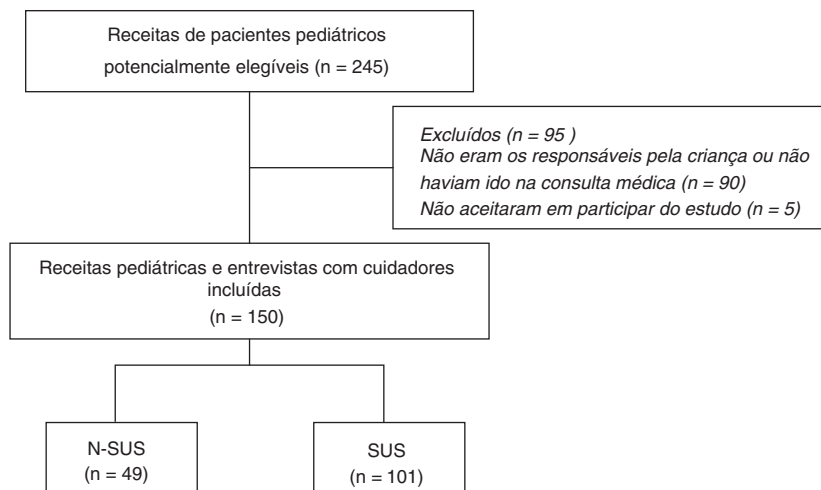 Receitas de pacientes pediátricos
potencialmente elegíveis (n = 245)
Excluídos (n = 95 )
Não eram os responsáveis pela criança ou não
haviam ido na consulta médica (n = 90)
Não aceitaram em participar do estudo (n = 5)
Receitas pediátricas e entrevistas com cuidadores
incluídas
(n = 150)
N-SUS
(n = 49)
SUS
(n = 101)